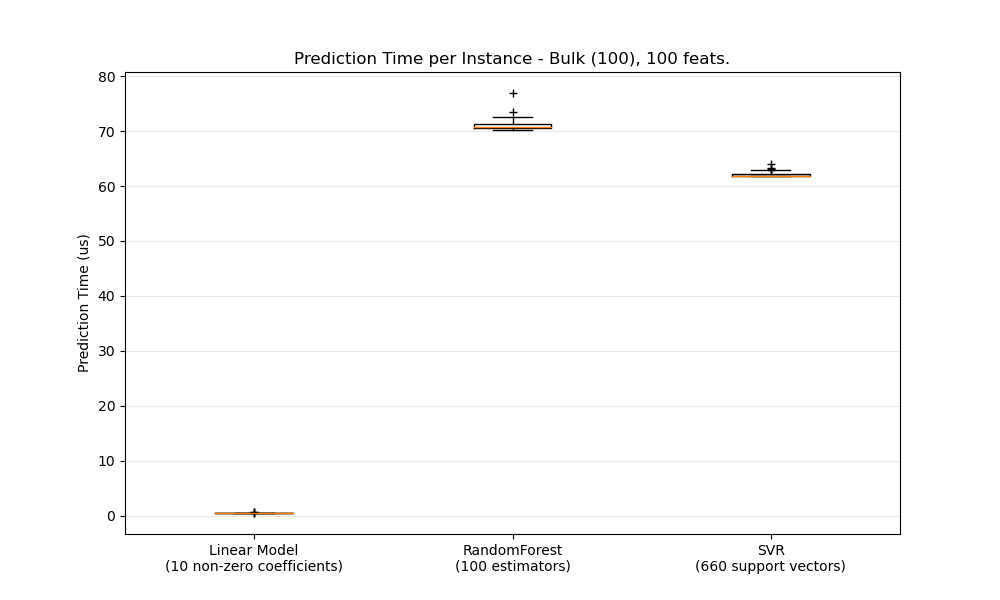 Prediction Time per Instance - Bulk (100), 100 feats.
80
70
60
50
40
30
20
10
0
Prediction Time (us)
Linear Model
(10 non-zero coefficients)
RandomForest
(100 estimators)
SVR
(660 support vectors)